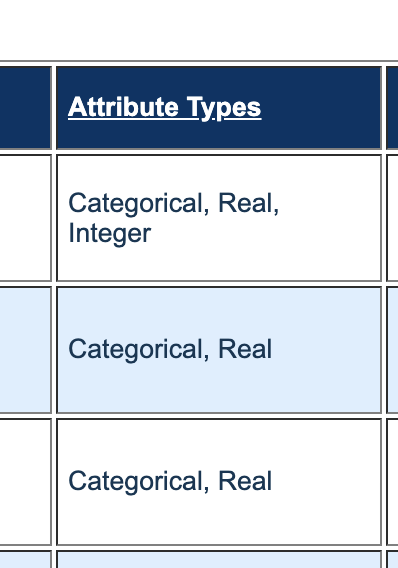 Attribute Types
Categorical, Real,
Integer
Categorical, Real
Categorical, Real